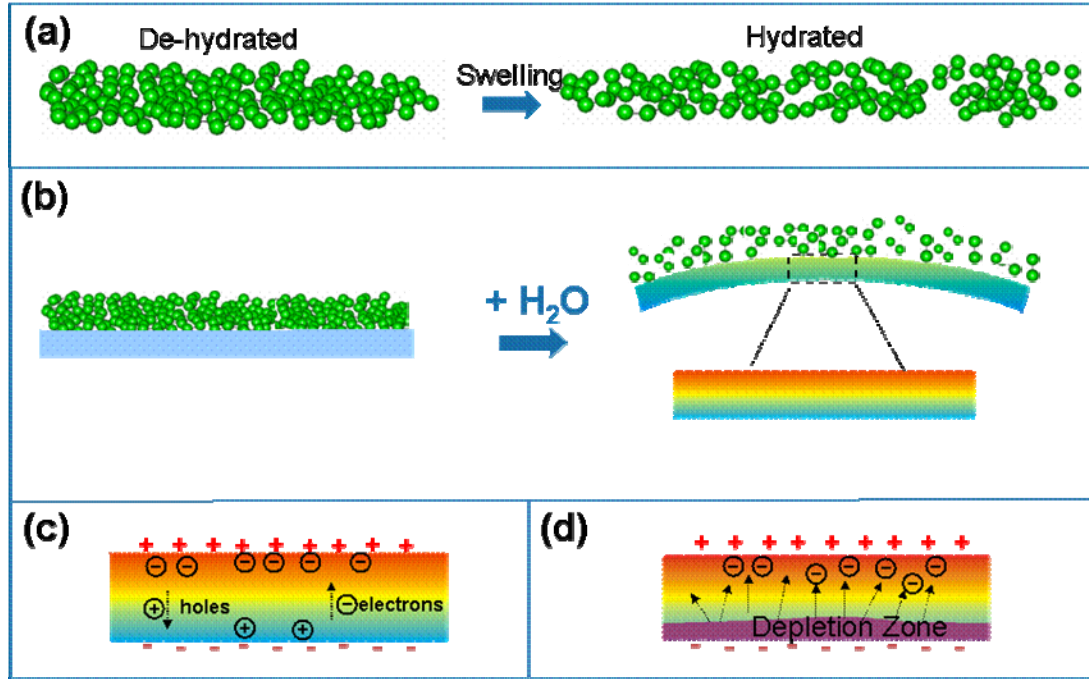 (a)
De-hydrated
Swelling
Hydrated
(b)
+ H₂O
(c)
+ + + + + + + + +
− − − − − −
+ holes
− electrons
+ +
- - - - - - - -
(d)
+ + + + + + + + +
− − − − − − −
Depletion Zone
- - - - - - - - -